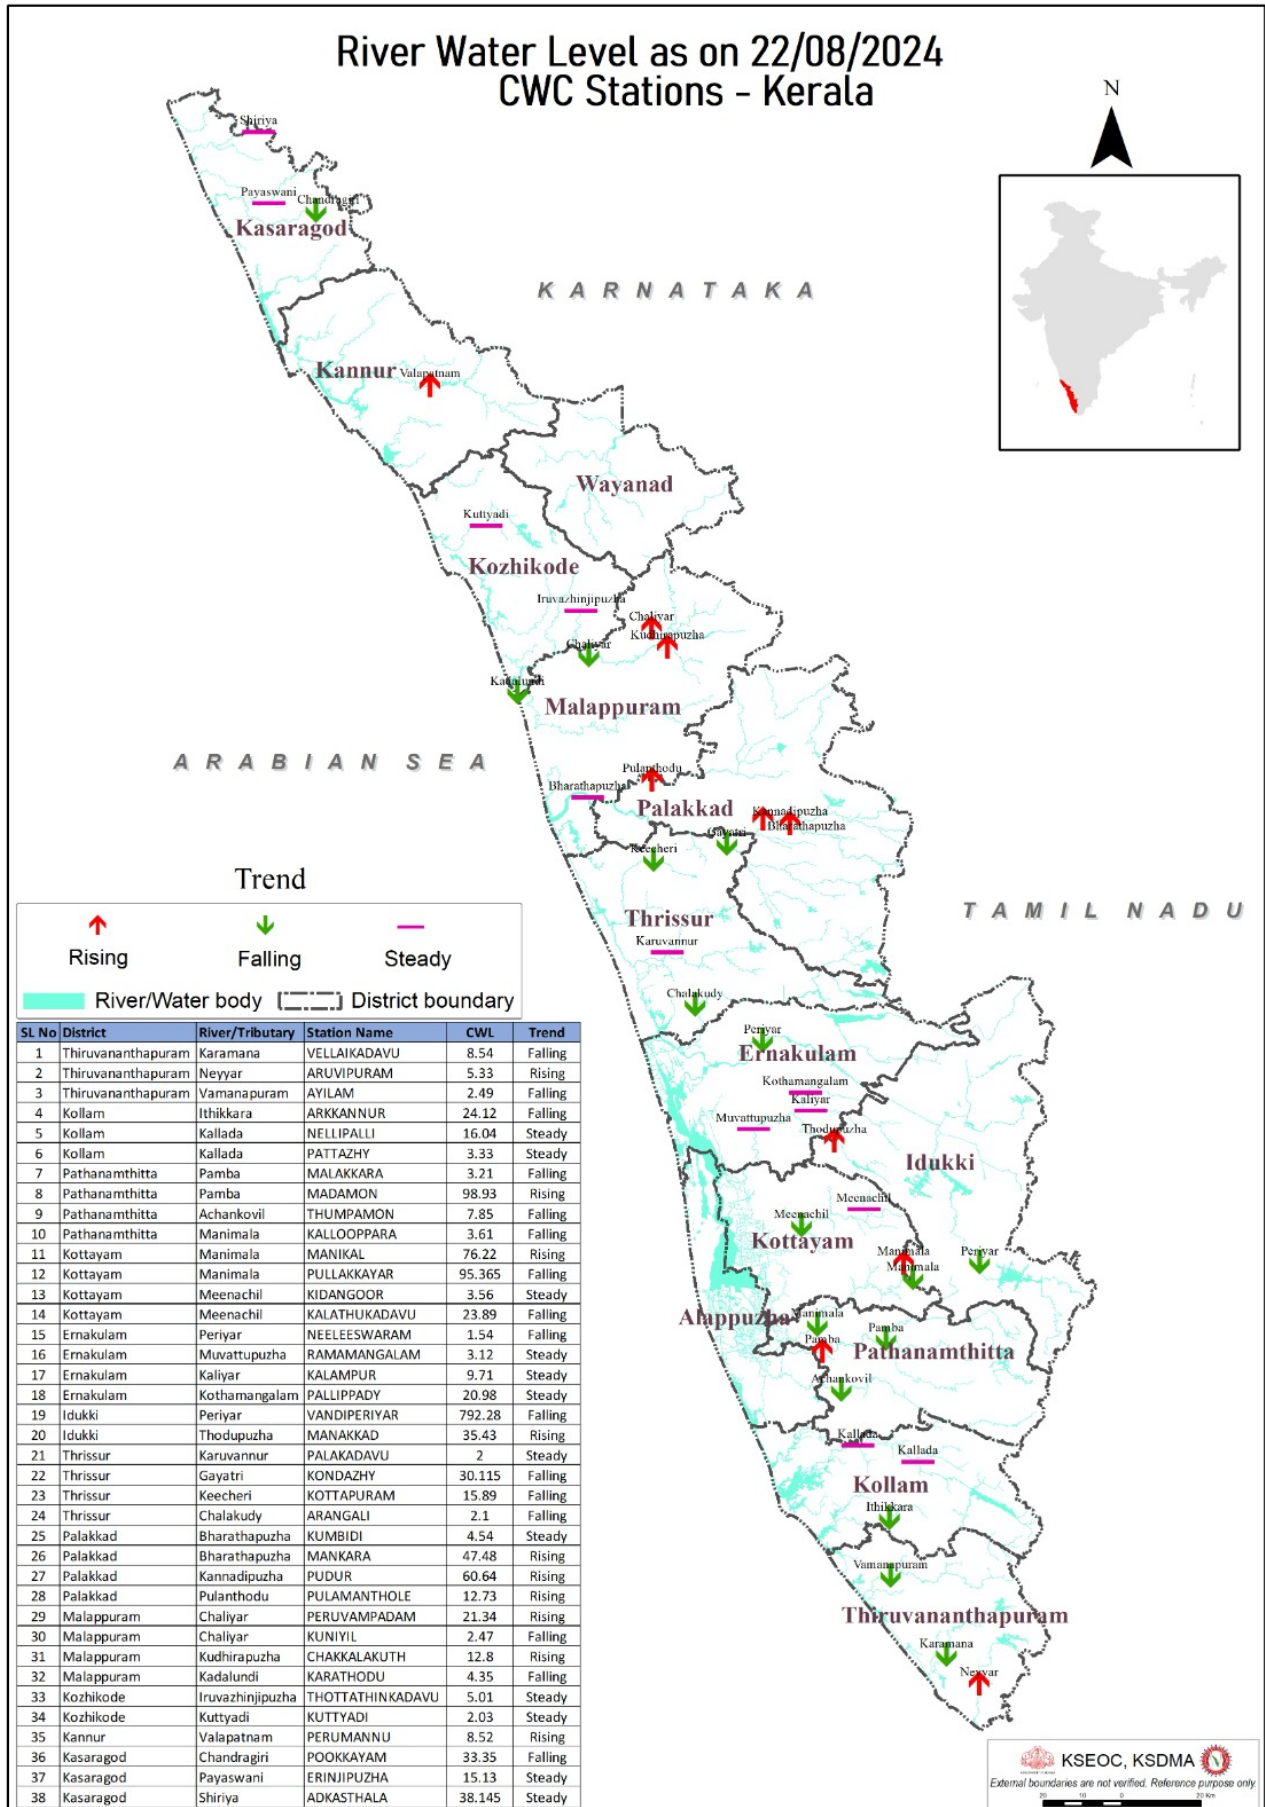 River Water Level as on 22/08/2024
CWC Stations - Kerala
N
Shiriya
Payaswani
Chandragiri
Kasaragod
KARNATAKA
Kannur
Valapatnam
Wayanad
Kuttyadi
Kozhikode
Iruvazhinjipuzha
Chaliyar
Kudhirapuzha
Chaliyar
Kadalundi
Malappuram
ARABIAN SEA
Pulanthodu
Bharathapuzha
Palakkad
Kannadipuzha
Bharathapuzha
Gayatri
Keecheri
Thrissur
TAMIL NADU
Karuvannur
Chalakudy
Periyar
Ernakulam
Kothamangalam
Kaliyar
Muvattupuzha
Thodupuzha
Idukki
Meenachil
Meenachil
Kottayam
Manimala
Manimala
Periyar
Alappuzha
Manimala
Pamba
Pamba
Pathanamthitta
Achankovil
Kallada
Kallada
Kollam
Ithikkara
Vamanapuram
Thiruvananthapuram
Karamana
Neyyar
Trend
Rising Falling Steady
River/Water body District boundary
SL No District River/Tributary Station Name CWL Trend
1 Thiruvananthapuram Karamana VELLAIKADAVU 8.54 Falling
2 Thiruvananthapuram Neyyar ARUVIPURAM 5.33 Rising
3 Thiruvananthapuram Vamanapuram AYILAM 2.49 Falling
4 Kollam Ithikkara ARKKANNUR 24.12 Falling
5 Kollam Kallada NELLIPALLI 16.04 Steady
6 Kollam Kallada PATTAZHY 3.33 Steady
7 Pathanamthitta Pamba MALAKKARA 3.21 Falling
8 Pathanamthitta Pamba MADAMON 98.93 Rising
9 Pathanamthitta Achankovil THUMPAMON 7.85 Falling
10 Pathanamthitta Manimala KALLOOPPARA 3.61 Falling
11 Kottayam Manimala MANIKAL 76.22 Rising
12 Kottayam Manimala PULLAKKAYAR 95.365 Falling
13 Kottayam Meenachil KIDANGOOR 3.56 Steady
14 Kottayam Meenachil KALATHUKADAVU 23.89 Falling
15 Ernakulam Periyar NEELEESWARAM 1.54 Falling
16 Ernakulam Muvattupuzha RAMAMANGALAM 3.12 Steady
17 Ernakulam Kaliyar KALAMPUR 9.71 Steady
18 Ernakulam Kothamangalam PALLIPPADY 20.98 Steady
19 Idukki Periyar VANDIPERIYAR 792.28 Falling
20 Idukki Thodupuzha MANAKKAD 35.43 Rising
21 Thrissur Karuvannur PALAKADAVU 2 Steady
22 Thrissur Gayatri KONDAZHY 30.115 Falling
23 Thrissur Keecheri KOTTAPURAM 15.89 Falling
24 Thrissur Chalakudy ARANGALI 2.1 Falling
25 Palakkad Bharathapuzha KUMBIDI 4.54 Steady
26 Palakkad Bharathapuzha MANKARA 47.48 Rising
27 Palakkad Kannadipuzha PUDUR 60.64 Rising
28 Palakkad Pulanthodu PULAMANTHOLE 12.73 Rising
29 Malappuram Chaliyar PERUVAMPADAM 21.34 Rising
30 Malappuram Chaliyar KUNIYIL 2.47 Falling
31 Malappuram Kudhirapuzha CHAKKALAKUTH 12.8 Rising
32 Malappuram Kadalundi KARATHODU 4.35 Falling
33 Kozhikode Iruvazhinjipuzha THOTTATHINKADAVU 5.01 Steady
34 Kozhikode Kuttyadi KUTTYADI 2.03 Steady
35 Kannur Valapatnam PERUMANNU 8.52 Rising
36 Kasaragod Chandragiri POOKKAYAM 33.35 Falling
37 Kasaragod Payaswani ERINJIPUZHA 15.13 Steady
38 Kasaragod Shiriya ADKASTHALA 38.145 Steady
KSEOC, KSDMA
External boundaries are not verified. Reference purpose only.
20 10 0 20 Km